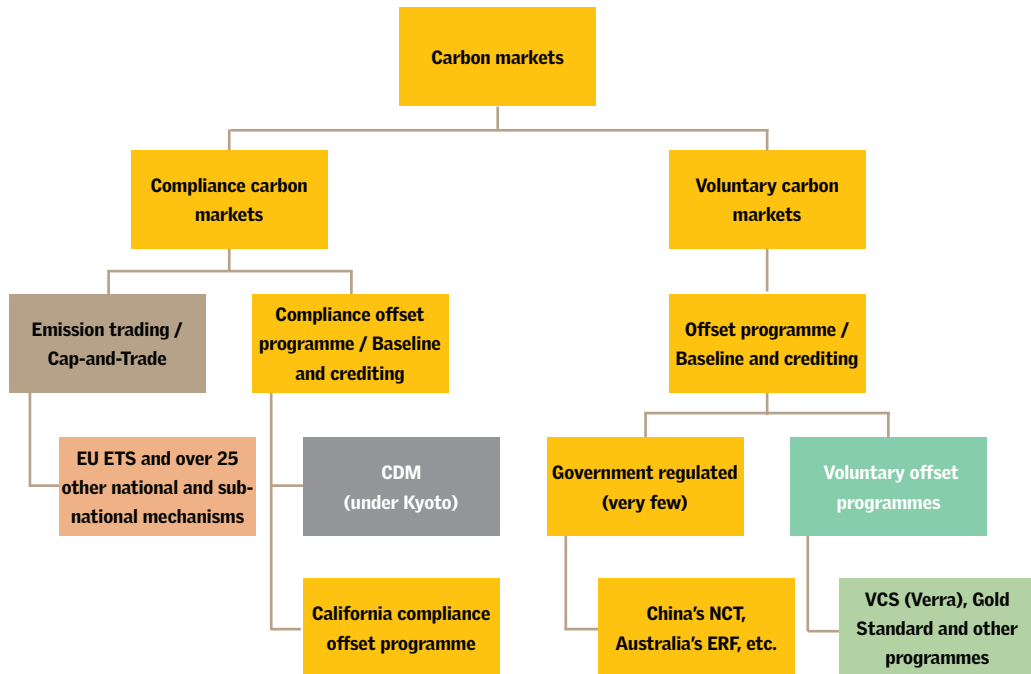 Carbon markets
Compliance carbon
markets
Voluntary carbon
markets
Emission trading /
Cap-and-Trade
Compliance offset
programme / Baseline
and crediting
Offset programme /
Baseline and crediting
EU ETS and over 25
other national and sub-
national mechanisms
CDM
(under Kyoto)
Government regulated
(very few)
Voluntary offset
programmes
California compliance
offset programme
China's NCT,
Australia's ERF, etc.
VCS (Verra), Gold
Standard and other
programmes